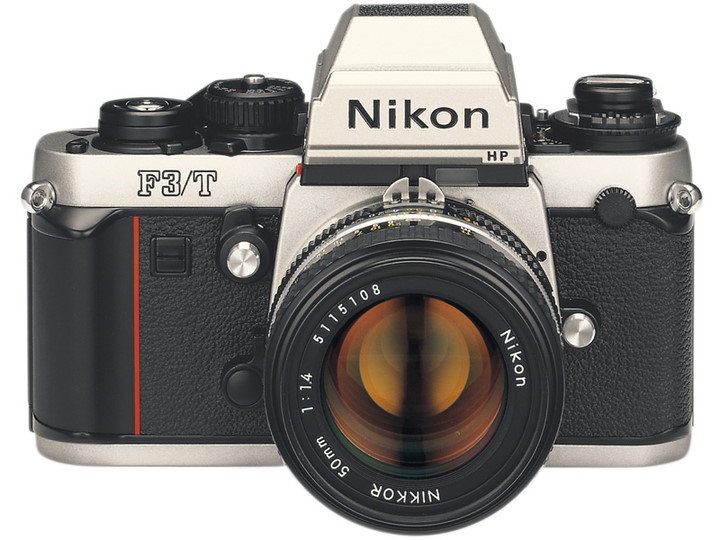 Nikon
HP
F3/T
Nikon
NIKKOR 50mm 1:1.4 5115108